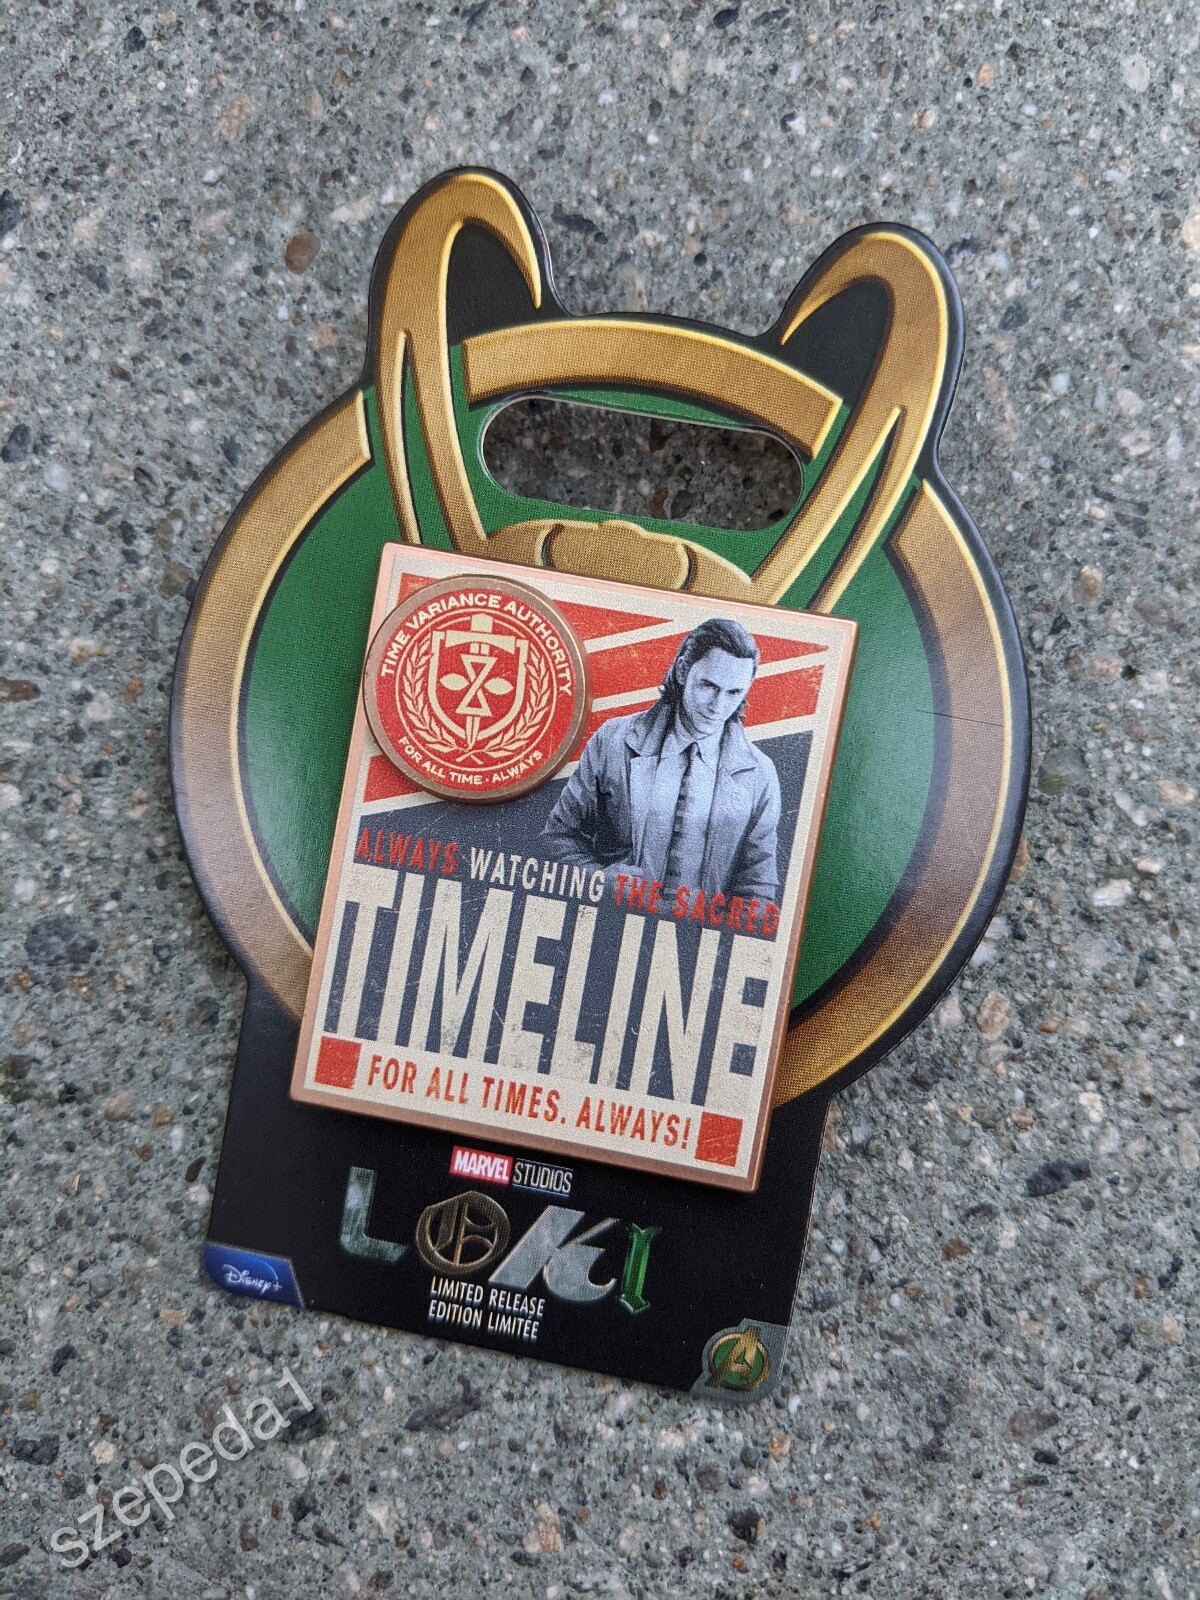 TIME VARIANCE AUTHORITY
FOR ALL TIME · ALWAYS
ALWAYS WATCHING THE SACRED
TIMELINE
FOR ALL TIMES. ALWAYS!
MARVEL STUDIOS
LOKI
LIMITED RELEASE
EDITION LIMITÉE
Disney+
A
szepeda1